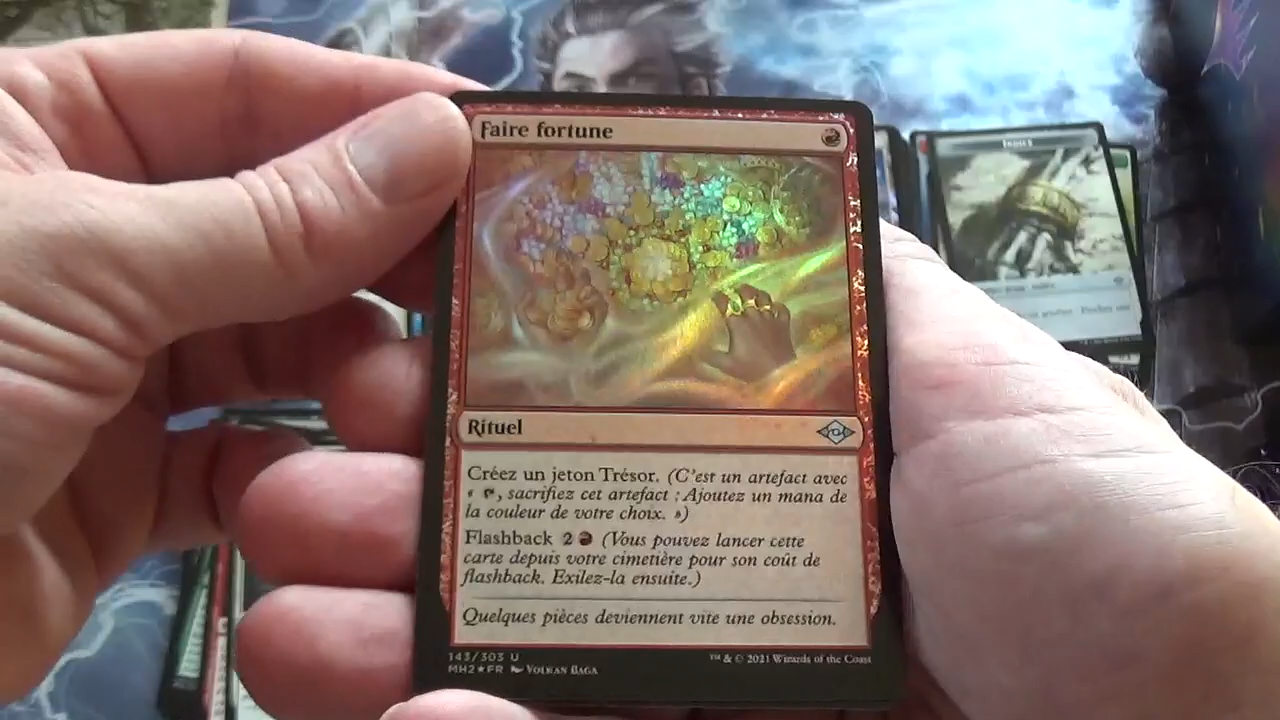 Faire fortune
Rituel
Créez un jeton Trésor. (C'est un artefact avec
« , sacrifiez cet artefact : Ajoutez un mana de
la couleur de votre choix. »)
Flashback 2 (Vous pouvez lancer cette
carte depuis votre cimetière pour son coût de
flashback. Exilez-la ensuite.)
Quelques pièces deviennent vite une obsession.
143/303 U
MH2★FR Volkan Baga
™ & © 2021 Wizards of the Coast